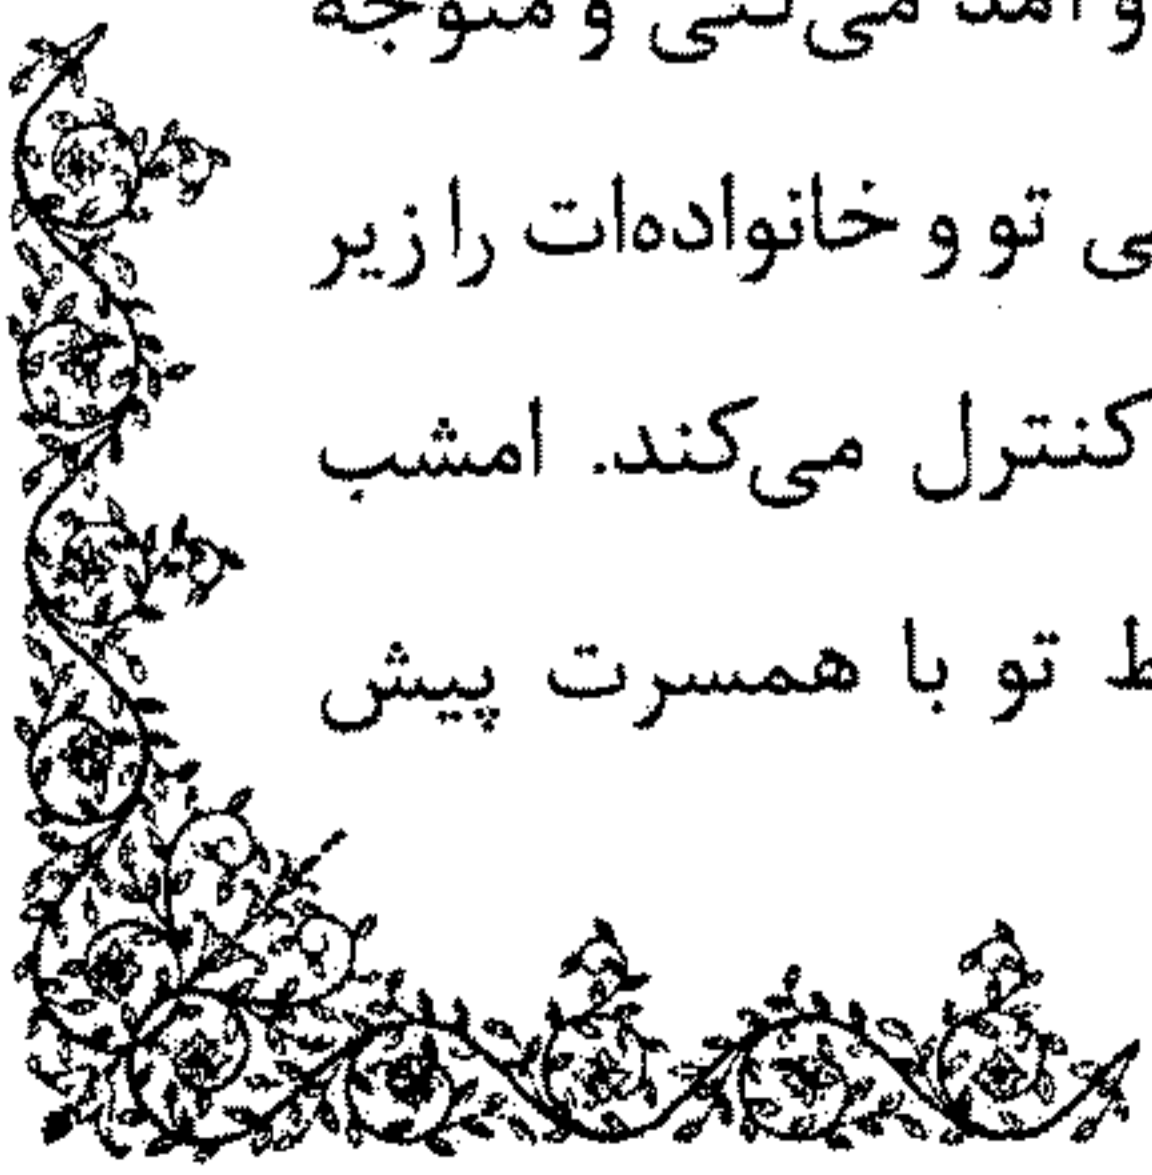 و آمد می‌کنی و متوجه
تو و خانواده‌ات را زیر
کنترل می‌کند. امشب
تو با همسرت پیش